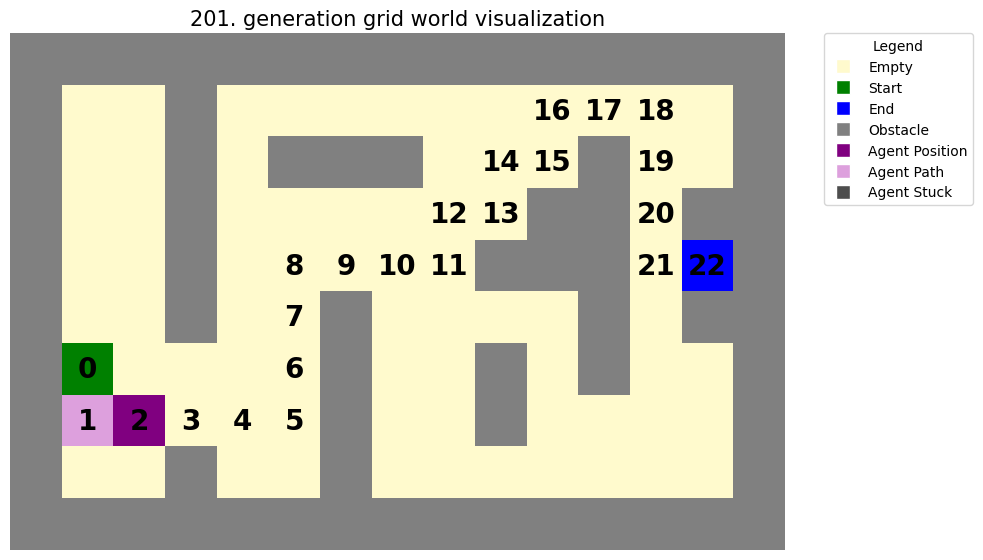 201. generation grid world visualization
Legend
Empty
Start
End
Obstacle
Agent Position
Agent Path
Agent Stuck
16 17 18
14 15 19
12 13 20
8 9 10 11 21 22
7
0 6
1 2 3 4 5